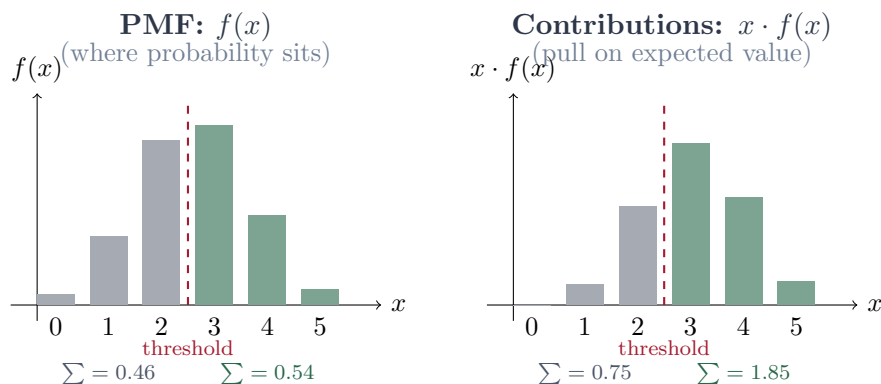 PMF: f(x)
(where probability sits)
f(x)
x
0 1 2 3 4 5
threshold
∑ = 0.46 ∑ = 0.54
Contributions: x · f(x)
(pull on expected value)
x · f(x)
x
0 1 2 3 4 5
threshold
∑ = 0.75 ∑ = 1.85